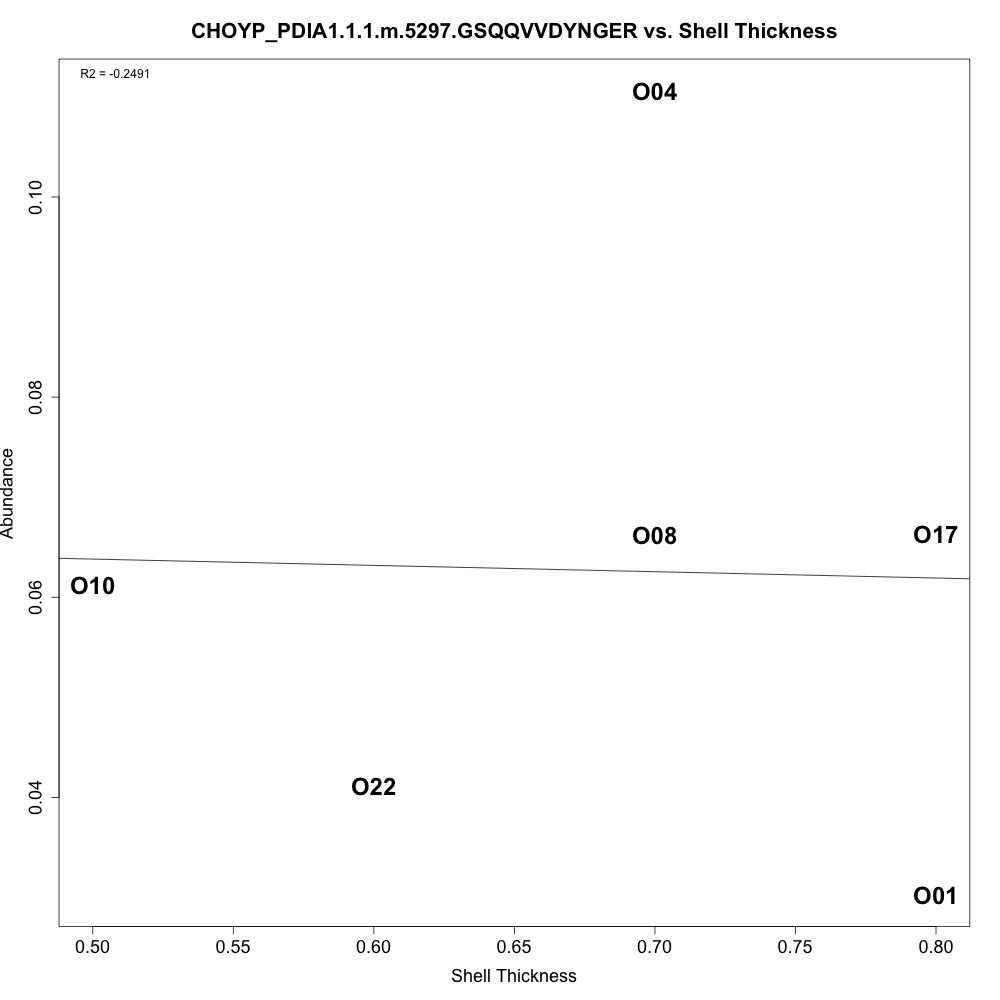 CHOYP_PDIA1.1.1.m.5297.GSQQVVDYNGER vs. Shell Thickness
R2 = -0.2491
O04
0.10
0.08
Abundance
O08
O17
O10
0.06
O22
0.04
O01
0.50 0.55 0.60 0.65 0.70 0.75 0.80
Shell Thickness